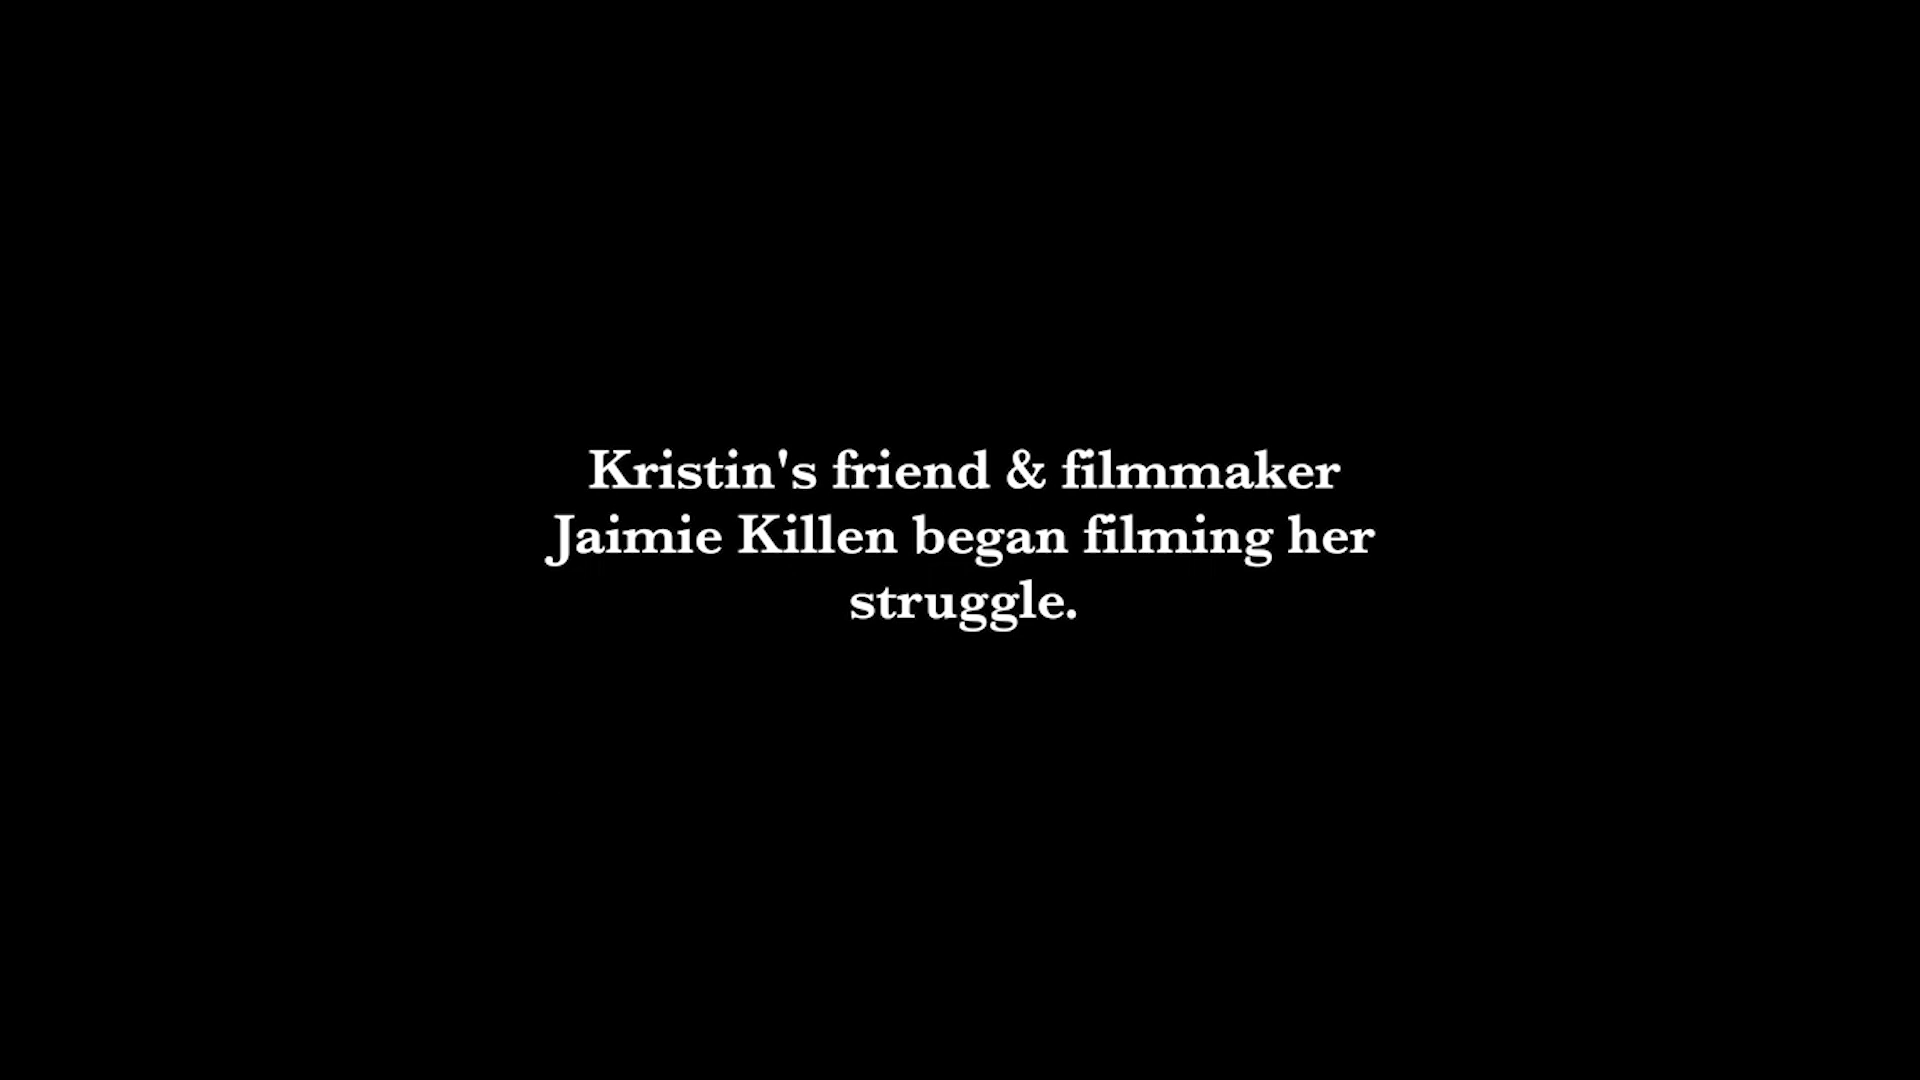 Kristin's friend & filmmaker
Jaimie Killen began filming her
struggle.